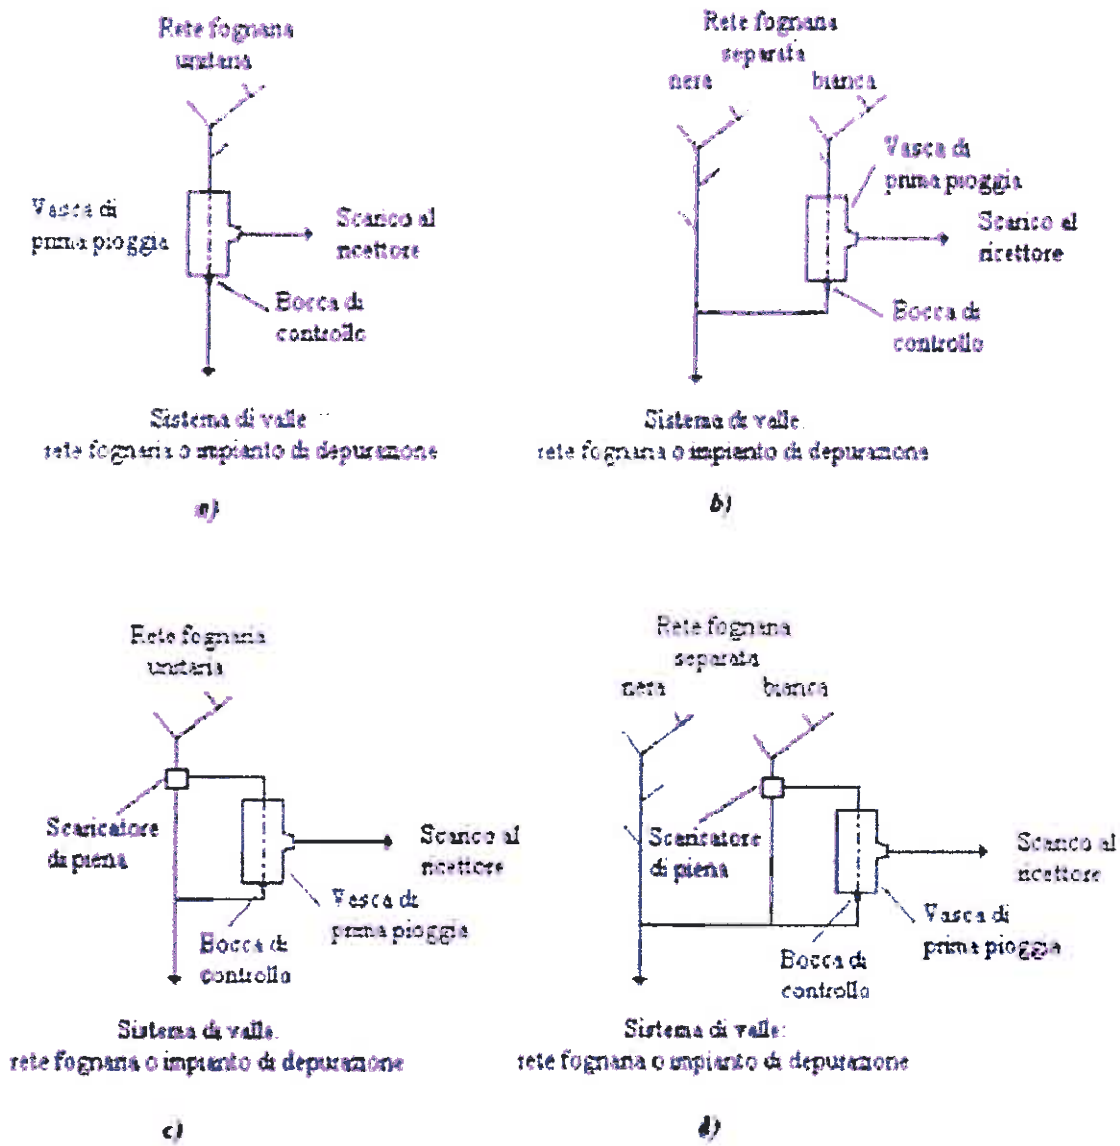 Rete fognaria
unitaria
Vasca di
prima pioggia
Scarico al
ricettore
Bocca di
controllo
Sistema di valle:
rete fognaria o impianto di depurazione
a)
Rete fognaria
separata
nera bianca
Vasca di
prima pioggia
Scarico al
ricettore
Bocca di
controllo
Sistema di valle:
rete fognaria o impianto di depurazione
b)
Rete fognaria
unitaria
Scaricatore
di piena
Scarico al
ricettore
Vasca di
prima pioggia
Bocca di
controllo
Sistema di valle:
rete fognaria o impianto di depurazione
c)
Rete fognaria
separata
nera bianca
Scaricatore
di piena
Scarico al
ricettore
Vasca di
prima pioggia
Bocca di
controllo
Sistema di valle:
rete fognaria o impianto di depurazione
d)